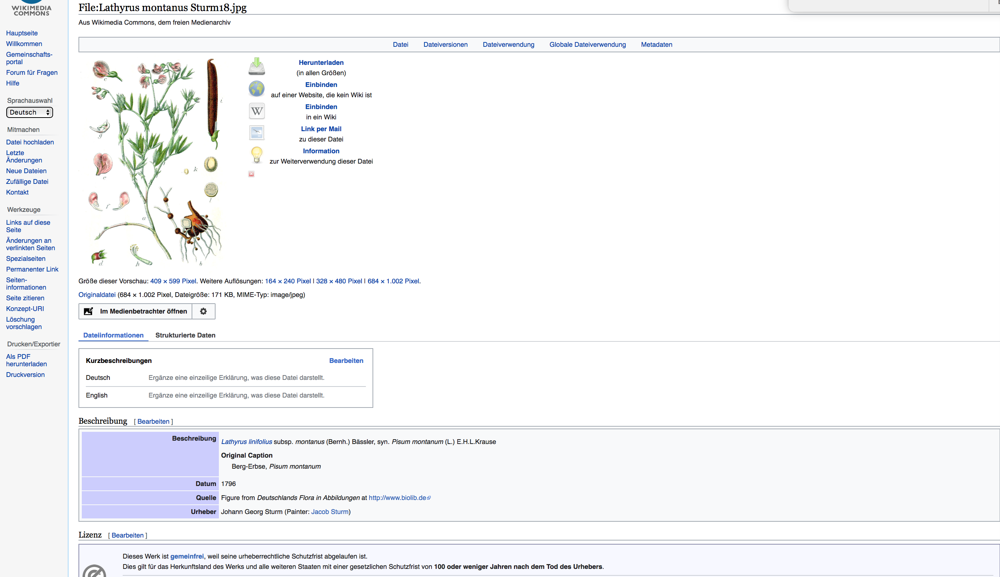 WIKIMEDIA
COMMONS
Hauptseite
Willkommen
Gemeinschafts-
portal
Forum für Fragen
Hilfe
Sprachauswahl
Deutsch
Mitmachen
Datei hochladen
Letzte
Änderungen
Neue Dateien
Zufällige Datei
Kontakt
Werkzeuge
Links auf diese
Seite
Änderungen an
verlinkten Seiten
Spezialseiten
Permanenter Link
Seiten-
informationen
Seite zitieren
Konzept-URI
Löschung
vorschlagen
Drucken/Exportier
Als PDF
herunterladen
Druckversion
File:Lathyrus montanus Sturm18.jpg
Aus Wikimedia Commons, dem freien Medienarchiv
Datei Dateiversionen Dateiverwendung Globale Dateiverwendung Metadaten
c
i
g
k
e
l
f
a
d
h
b
Herunterladen
(in allen Größen)
Einbinden
auf einer Website, die kein Wiki ist
W
Einbinden
in ein Wiki
Link per Mail
zu dieser Datei
Information
zur Weiterverwendung dieser Datei
Größe dieser Vorschau: 409 × 599 Pixel. Weitere Auflösungen: 164 × 240 Pixel | 328 × 480 Pixel | 684 × 1.002 Pixel.
Originaldatei (684 × 1.002 Pixel, Dateigröße: 171 KB, MIME-Typ: image/jpeg)
Im Medienbetrachter öffnen
Dateiinformationen Strukturierte Daten
Kurzbeschreibungen Bearbeiten
Deutsch Ergänze eine einzeilige Erklärung, was diese Datei darstellt.
English Ergänze eine einzeilige Erklärung, was diese Datei darstellt.
Beschreibung [ Bearbeiten ]
Beschreibung Lathyrus linifolius subsp. montanus (Bernh.) Bässler, syn. Pisum montanum (L.) E.H.L.Krause
Original Caption
Berg-Erbse, Pisum montanum
Datum 1796
Quelle Figure from Deutschlands Flora in Abbildungen at http://www.biolib.de
Urheber Johann Georg Sturm (Painter: Jacob Sturm)
Lizenz [ Bearbeiten ]
Dieses Werk ist gemeinfrei, weil seine urheberrechtliche Schutzfrist abgelaufen ist.
Dies gilt für das Herkunftsland des Werks und alle weiteren Staaten mit einer gesetzlichen Schutzfrist von 100 oder weniger Jahren nach dem Tod des Urhebers.